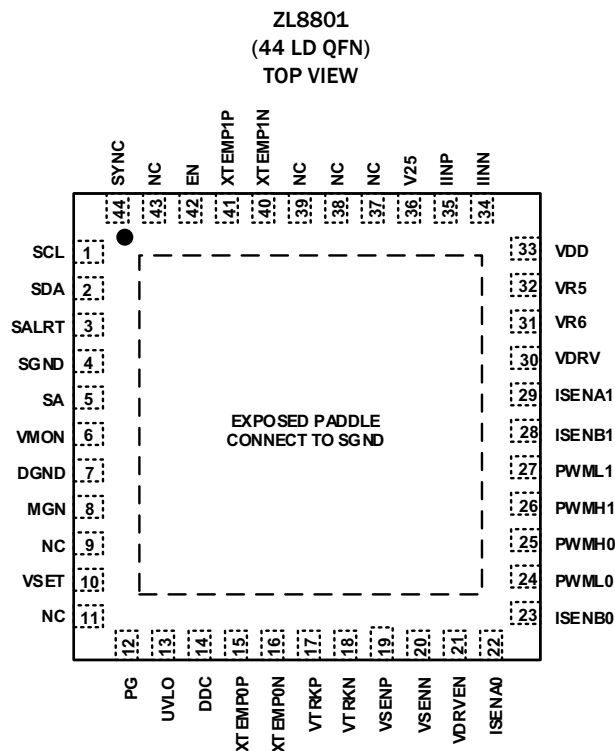 ZL8801
(44 LD QFN)
TOP VIEW
SYNC
NC
EN
XTEMP1P
XTEMP1N
NC
NC
NC
V25
IINP
IINN
44
43
42
41
40
39
38
37
36
35
34
SCL 1
SDA 2
SALRT 3
SGND 4
SA 5
VMON 6
DGND 7
MGN 8
NC 9
VSET 10
NC 11
EXPOSED PADDLE
CONNECT TO SGND
33 VDD
32 VR5
31 VR6
30 VDRV
29 ISENA1
28 ISENB1
27 PWML1
26 PWMH1
25 PWMH0
24 PWML0
23 ISENB0
12
13
14
15
16
17
18
19
20
21
22
PG
UVLO
DDC
XTEMP0P
XTEMP0N
VTRKP
VTRKN
VSENP
VSENN
VDRVEN
ISENA0